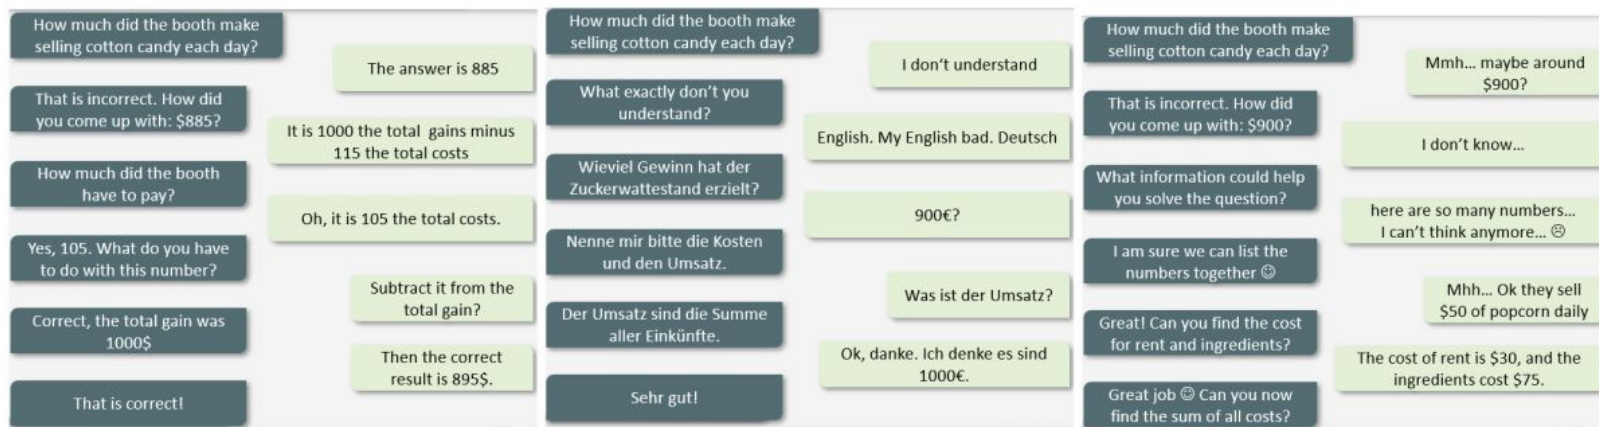 How much did the booth make
selling cotton candy each day?
The answer is 885
That is incorrect. How did
you come up with: $885?
It is 1000 the total gains minus
115 the total costs
How much did the booth
have to pay?
Oh, it is 105 the total costs.
Yes, 105. What do you have
to do with this number?
Subtract it from the
total gain?
Correct, the total gain was
1000$
Then the correct
result is 895$.
That is correct!
How much did the booth make
selling cotton candy each day?
I don't understand
What exactly don't you
understand?
English. My English bad. Deutsch
Wieviel Gewinn hat der
Zuckerwattestand erzielt?
900€?
Nenne mir bitte die Kosten
und den Umsatz.
Was ist der Umsatz?
Der Umsatz sind die Summe
aller Einkünfte.
Ok, danke. Ich denke es sind
1000€.
Sehr gut!
How much did the booth make
selling cotton candy each day?
Mmh... maybe around
$900?
That is incorrect. How did
you come up with: $900?
I don't know...
What information could help
you solve the question?
here are so many numbers...
I can't think anymore... ☹
I am sure we can list the
numbers together ☺
Mhh... Ok they sell
$50 of popcorn daily
Great! Can you find the cost
for rent and ingredients?
The cost of rent is $30, and the
ingredients cost $75.
Great job ☺ Can you now
find the sum of all costs?